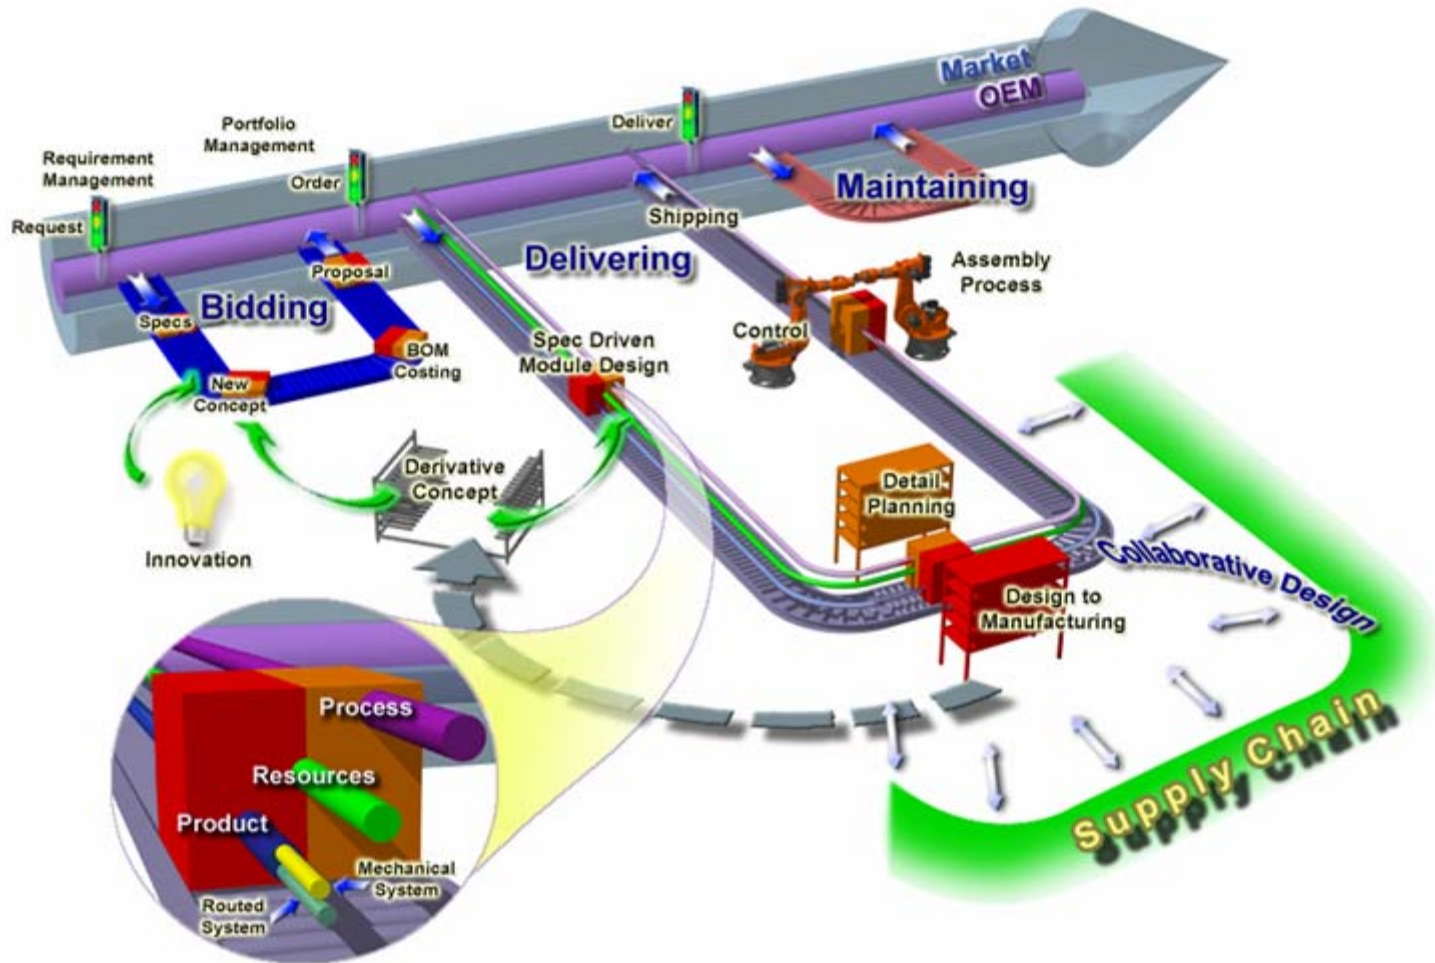 Market
OEM
Portfolio
Management
Deliver
Requirement
Management
Order
Request
Maintaining
Shipping
Delivering
Proposal
Bidding
Specs
Assembly
Process
Control
Spec Driven
Module Design
BOM
Costing
New
Concept
Derivative
Concept
Detail
Planning
Innovation
Collaborative Design
Design to
Manufacturing
Process
Resources
Product
Mechanical
System
Routed
System
Supply Chain